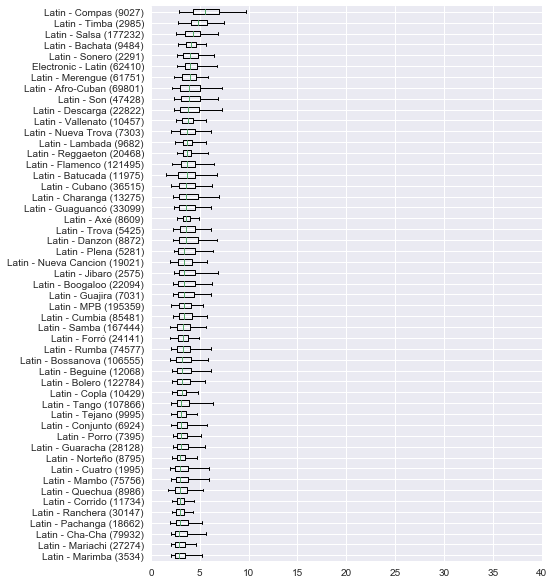 Latin - Compas (9027)
Latin - Timba (2985)
Latin - Salsa (177232)
Latin - Bachata (9484)
Latin - Sonero (2291)
Electronic - Latin (62410)
Latin - Merengue (61751)
Latin - Afro-Cuban (69801)
Latin - Son (47428)
Latin - Descarga (22822)
Latin - Vallenato (10457)
Latin - Nueva Trova (7303)
Latin - Lambada (9682)
Latin - Reggaeton (20468)
Latin - Flamenco (121495)
Latin - Batucada (11975)
Latin - Cubano (36515)
Latin - Charanga (13275)
Latin - Guaguancó (33099)
Latin - Axé (8609)
Latin - Trova (5425)
Latin - Danzon (8872)
Latin - Plena (5281)
Latin - Nueva Cancion (19021)
Latin - Jibaro (2575)
Latin - Boogaloo (22094)
Latin - Guajira (7031)
Latin - MPB (195359)
Latin - Cumbia (85481)
Latin - Samba (167444)
Latin - Forró (24141)
Latin - Rumba (74577)
Latin - Bossanova (106555)
Latin - Beguine (12068)
Latin - Bolero (122784)
Latin - Copla (10429)
Latin - Tango (107866)
Latin - Tejano (9995)
Latin - Conjunto (6924)
Latin - Porro (7395)
Latin - Guaracha (28128)
Latin - Norteño (8795)
Latin - Cuatro (1995)
Latin - Mambo (75756)
Latin - Quechua (8986)
Latin - Corrido (11734)
Latin - Ranchera (30147)
Latin - Pachanga (18662)
Latin - Cha-Cha (79932)
Latin - Mariachi (27274)
Latin - Marimba (3534)
0 5 10 15 20 25 30 35 40